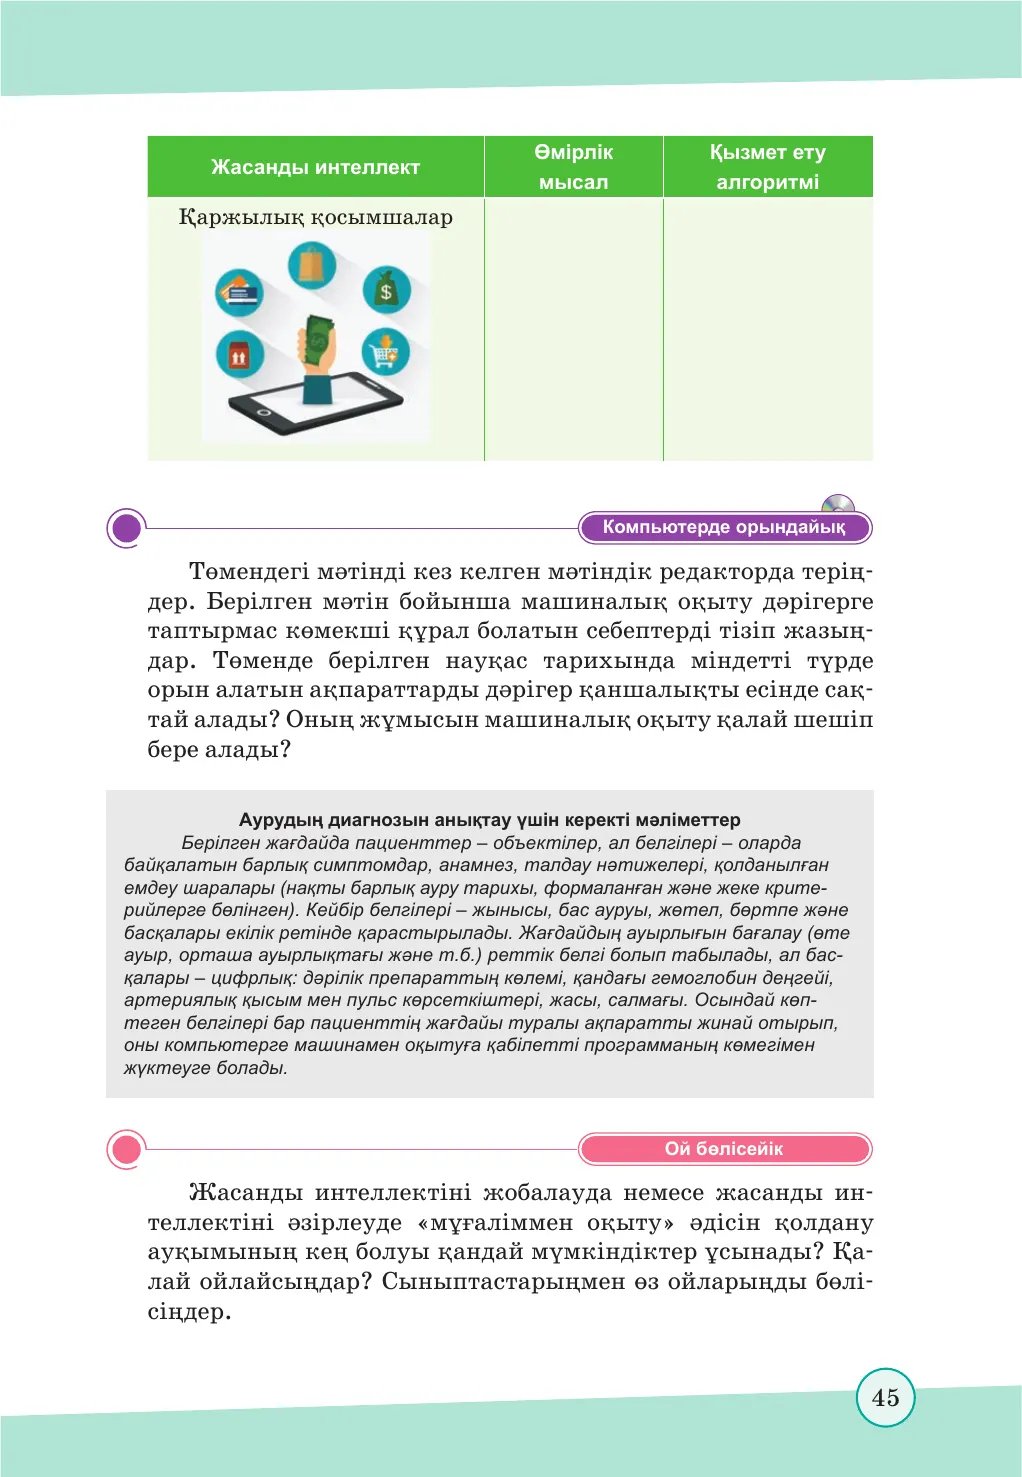 Жасанды интеллект
Өмірлік
мысал
Қызмет ету
алгоритмі
Қаржылық қосымшалар
$
Компьютерде орындайық
Төмендегі мәтінді кез келген мәтіндік редакторда терің-
дер. Берілген мәтін бойынша машиналық оқыту дәрігерге
таптырмас көмекші құрал болатын себептерді тізіп жазың-
дар. Төменде берілген науқас тарихында міндетті түрде
орын алатын ақпараттарды дәрігер қаншалықты есінде сақ-
тай алады? Оның жұмысын машиналық оқыту қалай шешіп
бере алады?
Аурудың диагнозын анықтау үшін керекті мәліметтер
Берілген жағдайда пациенттер – объектілер, ал белгілері – оларда
байқалатын барлық симптомдар, анамнез, талдау нәтижелері, қолданылған
емдеу шаралары (нақты барлық ауру тарихы, формаланған және жеке крите-
рийлерге бөлінген). Кейбір белгілері – жынысы, бас ауруы, жөтел, бөртпе және
басқалары екілік ретінде қарастырылады. Жағдайдың ауырлығын бағалау (өте
ауыр, орташа ауырлықтағы және т.б.) реттік белгі болып табылады, ал бас-
қалары – цифрлық: дәрілік препараттың көлемі, қандағы гемоглобин деңгейі,
артериялық қысым мен пульс көрсеткіштері, жасы, салмағы. Осындай көп-
теген белгілері бар пациенттің жағдайы туралы ақпаратты жинай отырып,
оны компьютерге машинамен оқытуға қабілетті программаның көмегімен
жүктеуге болады.
Ой бөлісейік
Жасанды интеллектіні жобалауда немесе жасанды ин-
теллектіні әзірлеуде «мұғаліммен оқыту» әдісін қолдану
ауқымының кең болуы қандай мүмкіндіктер ұсынады? Қа-
лай ойлайсыңдар? Сыныптастарыңмен өз ойларыңды бөлі-
сіңдер.
45